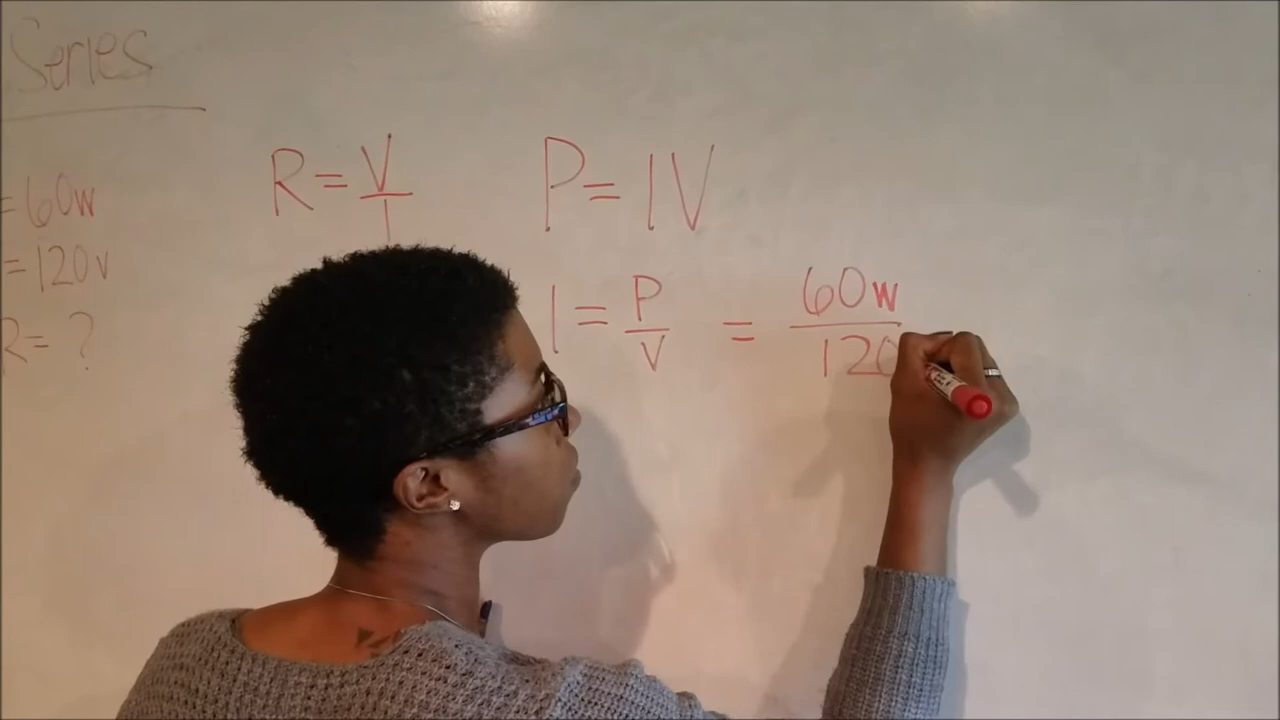 Series
= 60w
= 120v
R = ?
R = V/I
P = IV
I = P/V = 60w/120